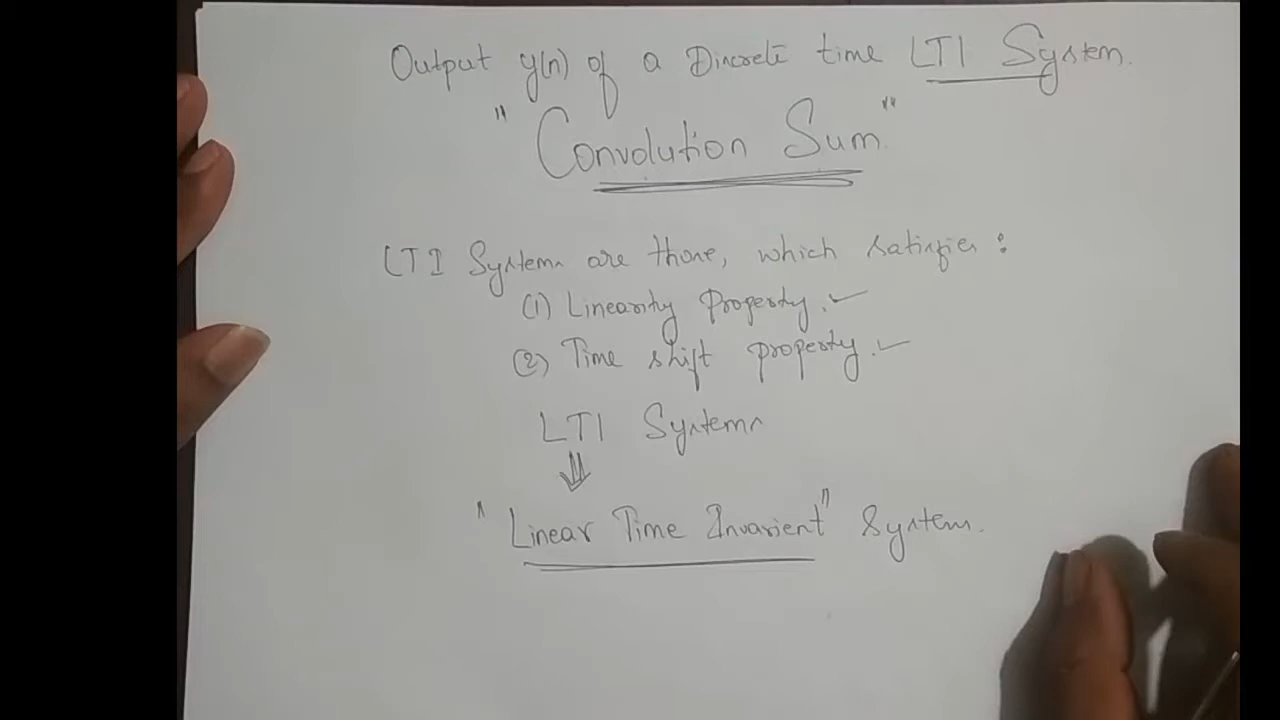 Output y(n) of a Discrete time LTI System.
"Convolution Sum"
LTI Systems are those, which satisfies :
(1) Linearity Property.✓
(2) Time shift property.✓
LTI Systems
⇓
"Linear Time Invarient" System.